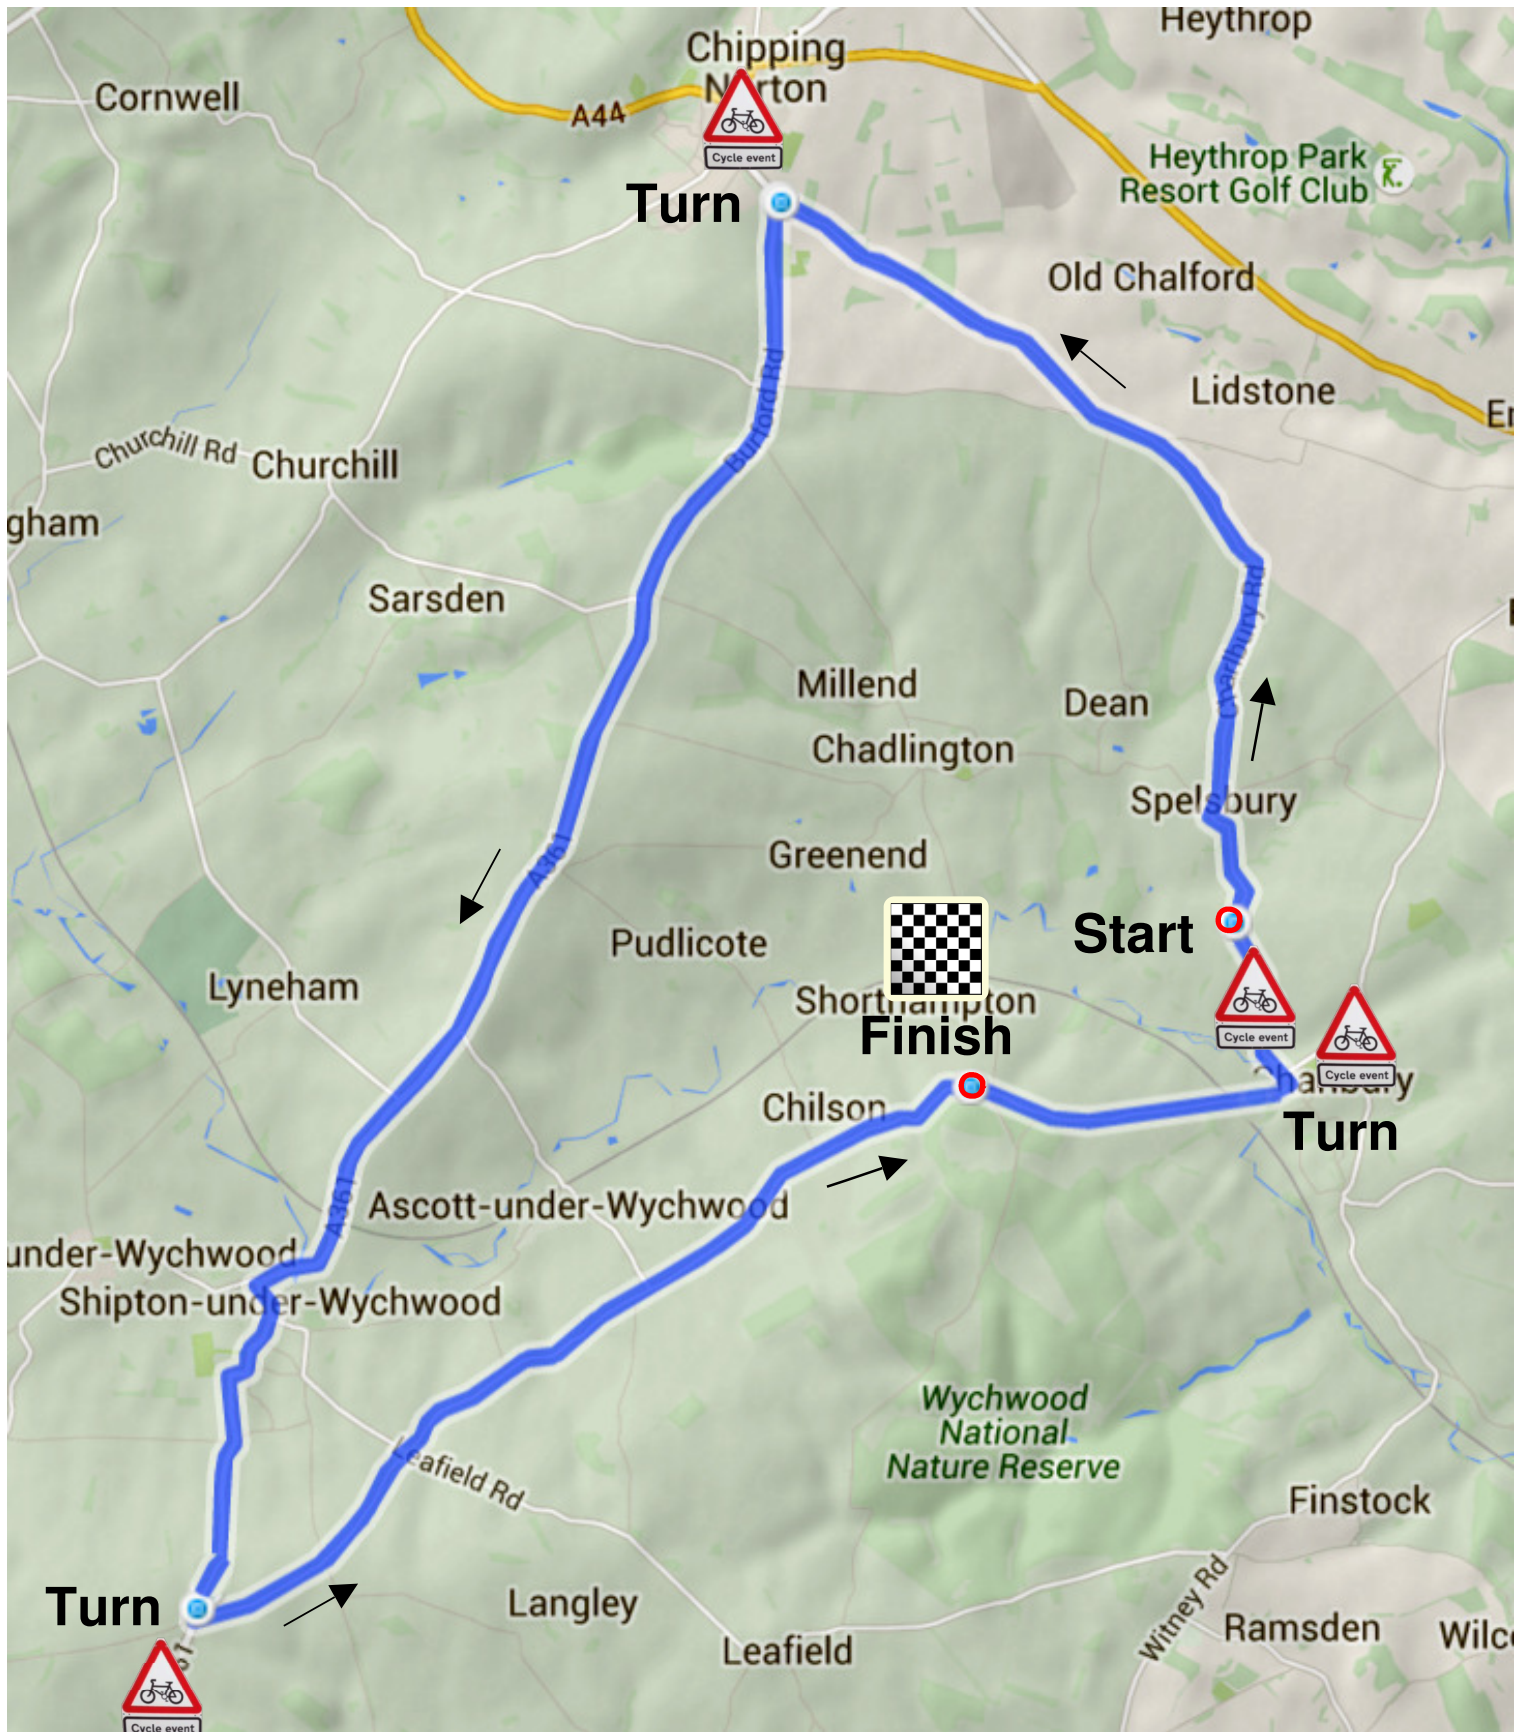 Heythrop
Chipping
Norton
Cornwell
A44
Cycle event
Heythrop Park
Resort Golf Club
Turn
Old Chalford
Burford Rd
Lidstone
Churchill Rd
Churchill
gham
Sarsden
Charlbury Rd
Millend
Dean
Chadlington
Spelsbury
Greenend
A361
Start
Pudlicote
Lyneham
Shorthampton
Finish
Cycle event
Cycle event
Charlbury
Chilson
Turn
A361
Ascott-under-Wychwood
under-Wychwood
Shipton-under-Wychwood
Wychwood
National
Nature Reserve
Leafield Rd
Finstock
Witney Rd
Turn
Langley
Ramsden
Leafield
Cycle event